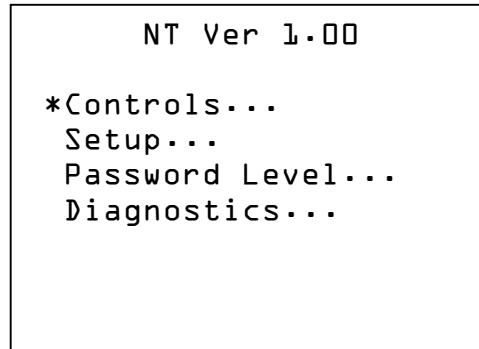 NT Ver 1.00
*Controls...
Setup...
Password Level...
Diagnostics...